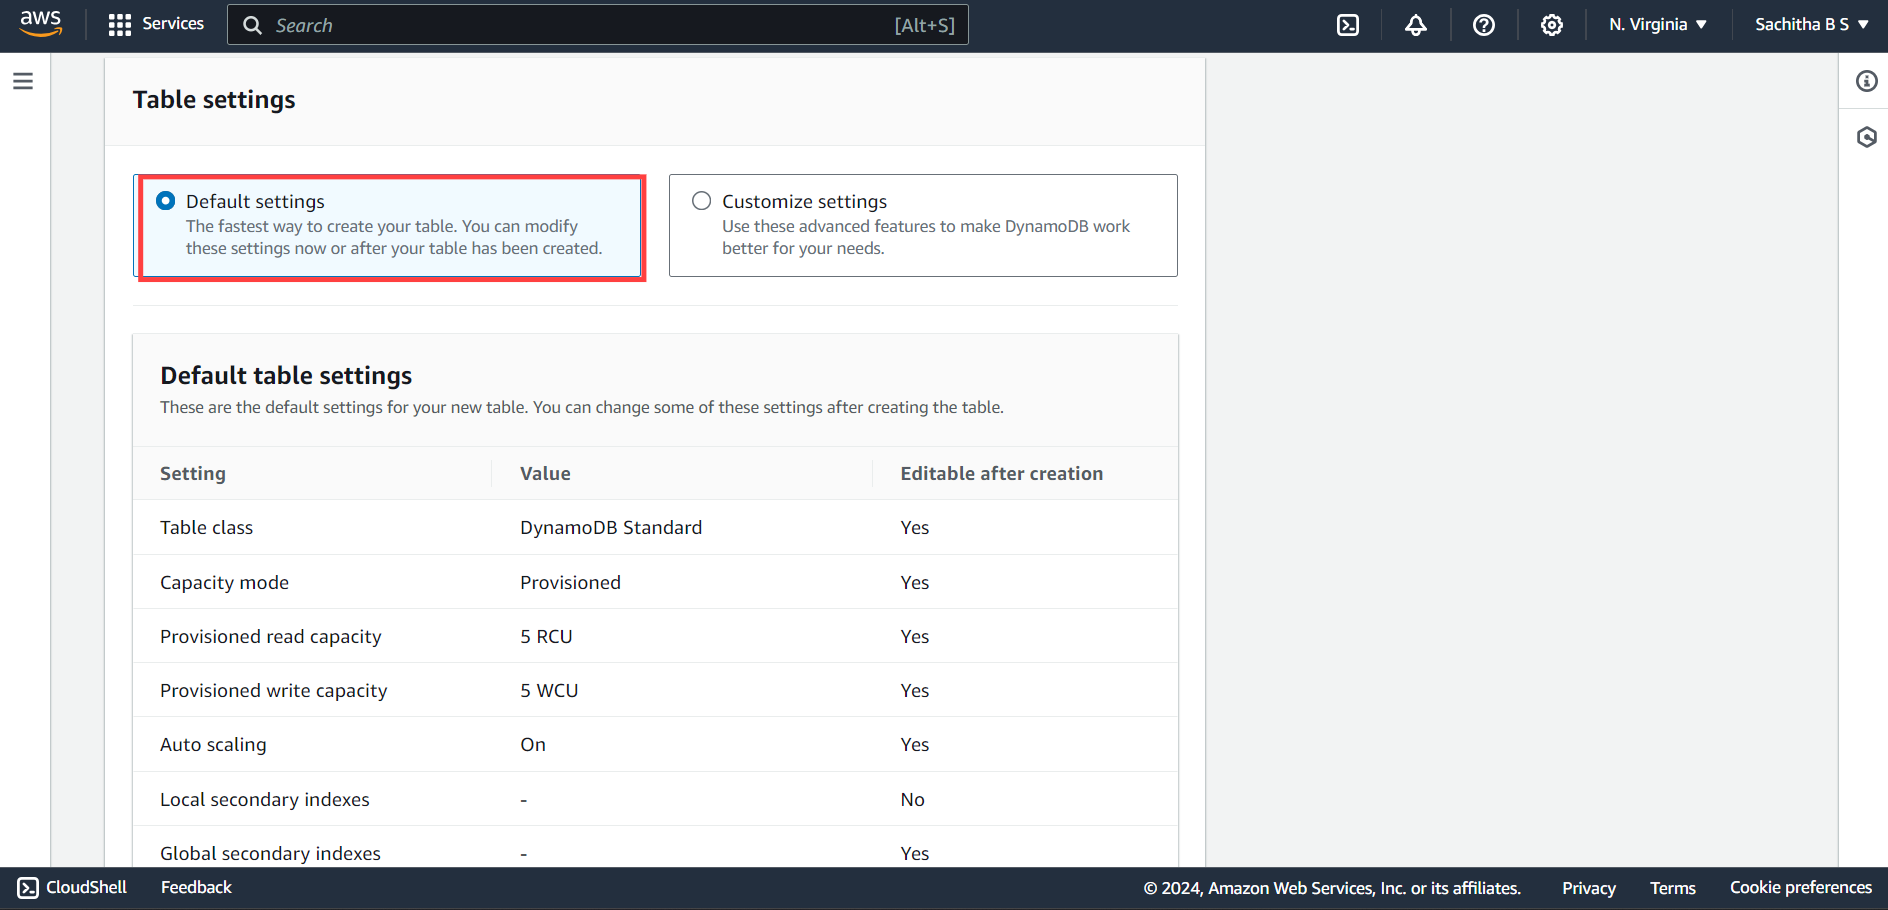 aws
Services
Search
[Alt+S]
N. Virginia
Sachitha B S
Table settings
Default settings
The fastest way to create your table. You can modify
these settings now or after your table has been created.
Customize settings
Use these advanced features to make DynamoDB work
better for your needs.
Default table settings
These are the default settings for your new table. You can change some of these settings after creating the table.
Setting Value Editable after creation
Table class DynamoDB Standard Yes
Capacity mode Provisioned Yes
Provisioned read capacity 5 RCU Yes
Provisioned write capacity 5 WCU Yes
Auto scaling On Yes
Local secondary indexes - No
Global secondary indexes - Yes
CloudShell Feedback © 2024, Amazon Web Services, Inc. or its affiliates. Privacy Terms Cookie preferences